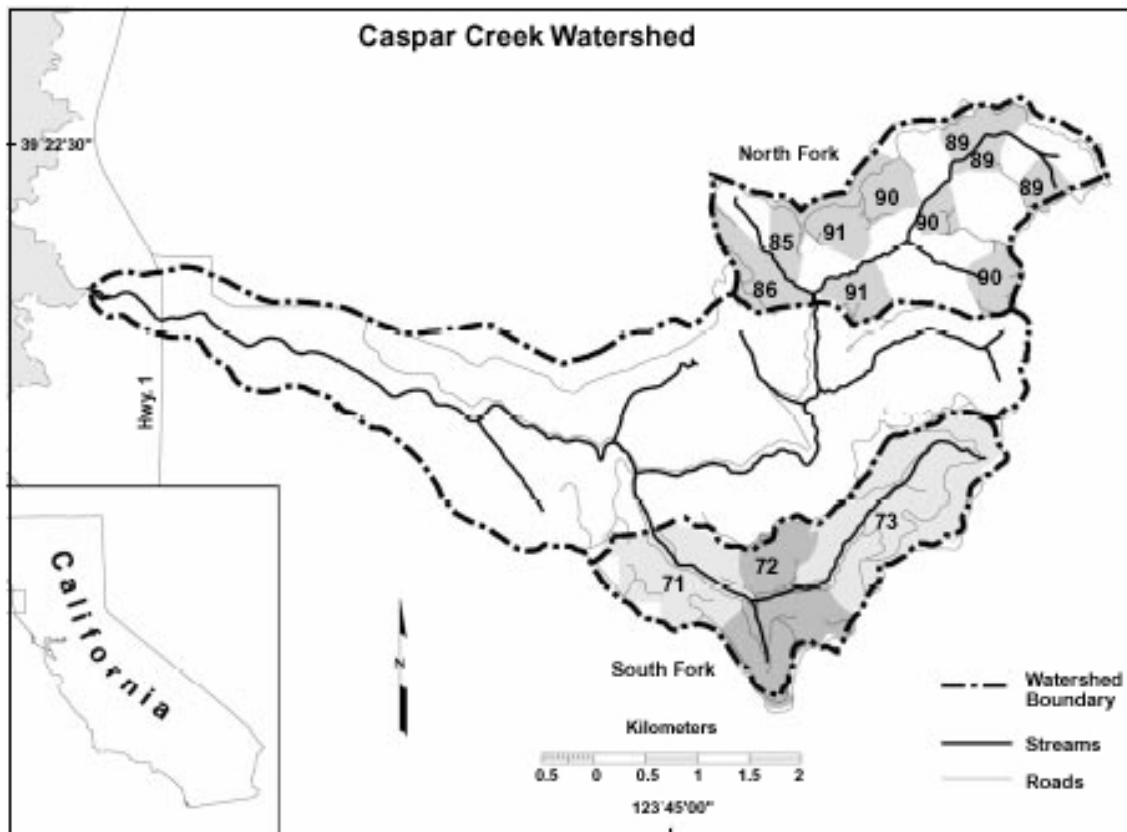 Caspar Creek Watershed
39°22'30"
North Fork
89
89
89
90
90
90
85
91
86
91
Hwy. 1
73
72
71
California
N
South Fork
Kilometers
0.5 0 0.5 1 1.5 2
123°45'00"
Watershed
Boundary
Streams
Roads